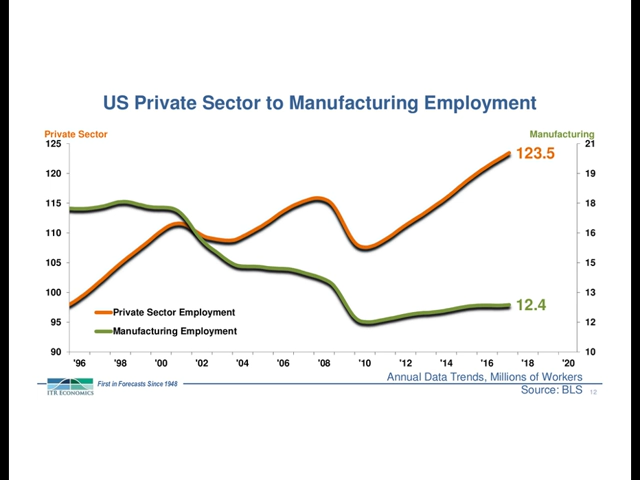 US Private Sector to Manufacturing Employment
Private Sector
Manufacturing
125
120
115
110
105
100
95
90
21
19
18
16
15
13
12
10
123.5
12.4
Private Sector Employment
Manufacturing Employment
'96 '98 '00 '02 '04 '06 '08 '10 '12 '14 '16 '18 '20
ITR ECONOMICS
First in Forecasts Since 1948
Annual Data Trends, Millions of Workers
Source: BLS
12